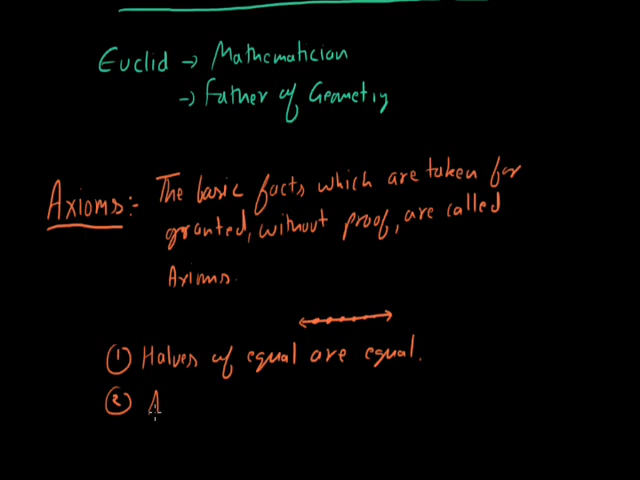 Euclid → Mathematician
→ Father of Geometry
Axioms:- The basic facts which are taken for
granted, without proof, are called
Axioms.
① Halves of equal are equal.
② A